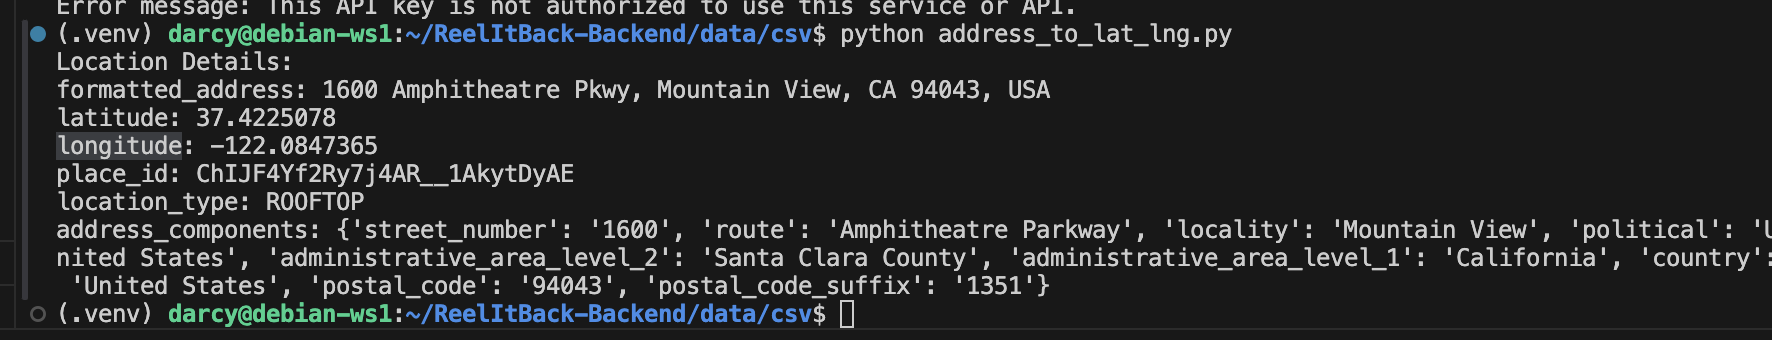 Error message: This API key is not authorized to use this service or API.
(.venv) darcy@debian-ws1:~/ReelItBack-Backend/data/csv$ python address_to_lat_lng.py
Location Details:
formatted_address: 1600 Amphitheatre Pkwy, Mountain View, CA 94043, USA
latitude: 37.4225078
longitude: -122.0847365
place_id: ChIJF4Yf2Ry7j4AR__1AkytDyAE
location_type: ROOFTOP
address_components: {'street_number': '1600', 'route': 'Amphitheatre Parkway', 'locality': 'Mountain View', 'political': 'U
nited States', 'administrative_area_level_2': 'Santa Clara County', 'administrative_area_level_1': 'California', 'country':
'United States', 'postal_code': '94043', 'postal_code_suffix': '1351'}
(.venv) darcy@debian-ws1:~/ReelItBack-Backend/data/csv$